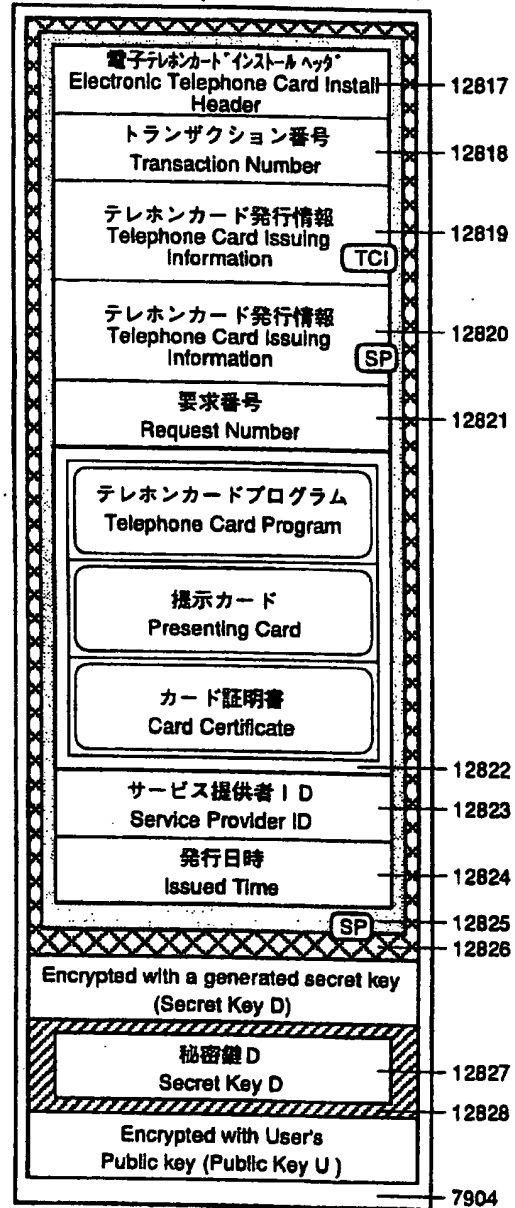 電子テレホンカード インストール ヘッダ
Electronic Telephone Card Install
Header
12817
トランザクション番号
12818
Transaction Number
テレホンカード発行情報
12819
Telephone Card Issuing
Information
TCI
テレホンカード発行情報
12820
Telephone Card Issuing
Information
SP
要求番号
12821
Request Number
テレホンカードプログラム
Telephone Card Program
提示カード
Presenting Card
カード証明書
Card Certificate
12822
サービス提供者ID
12823
Service Provider ID
発行日時
12824
Issued Time
SP
12825
12826
Encrypted with a generated secret key
(Secret Key D)
秘密鍵D
12827
Secret Key D
12828
Encrypted with User's
Public key (Public Key U)
7904